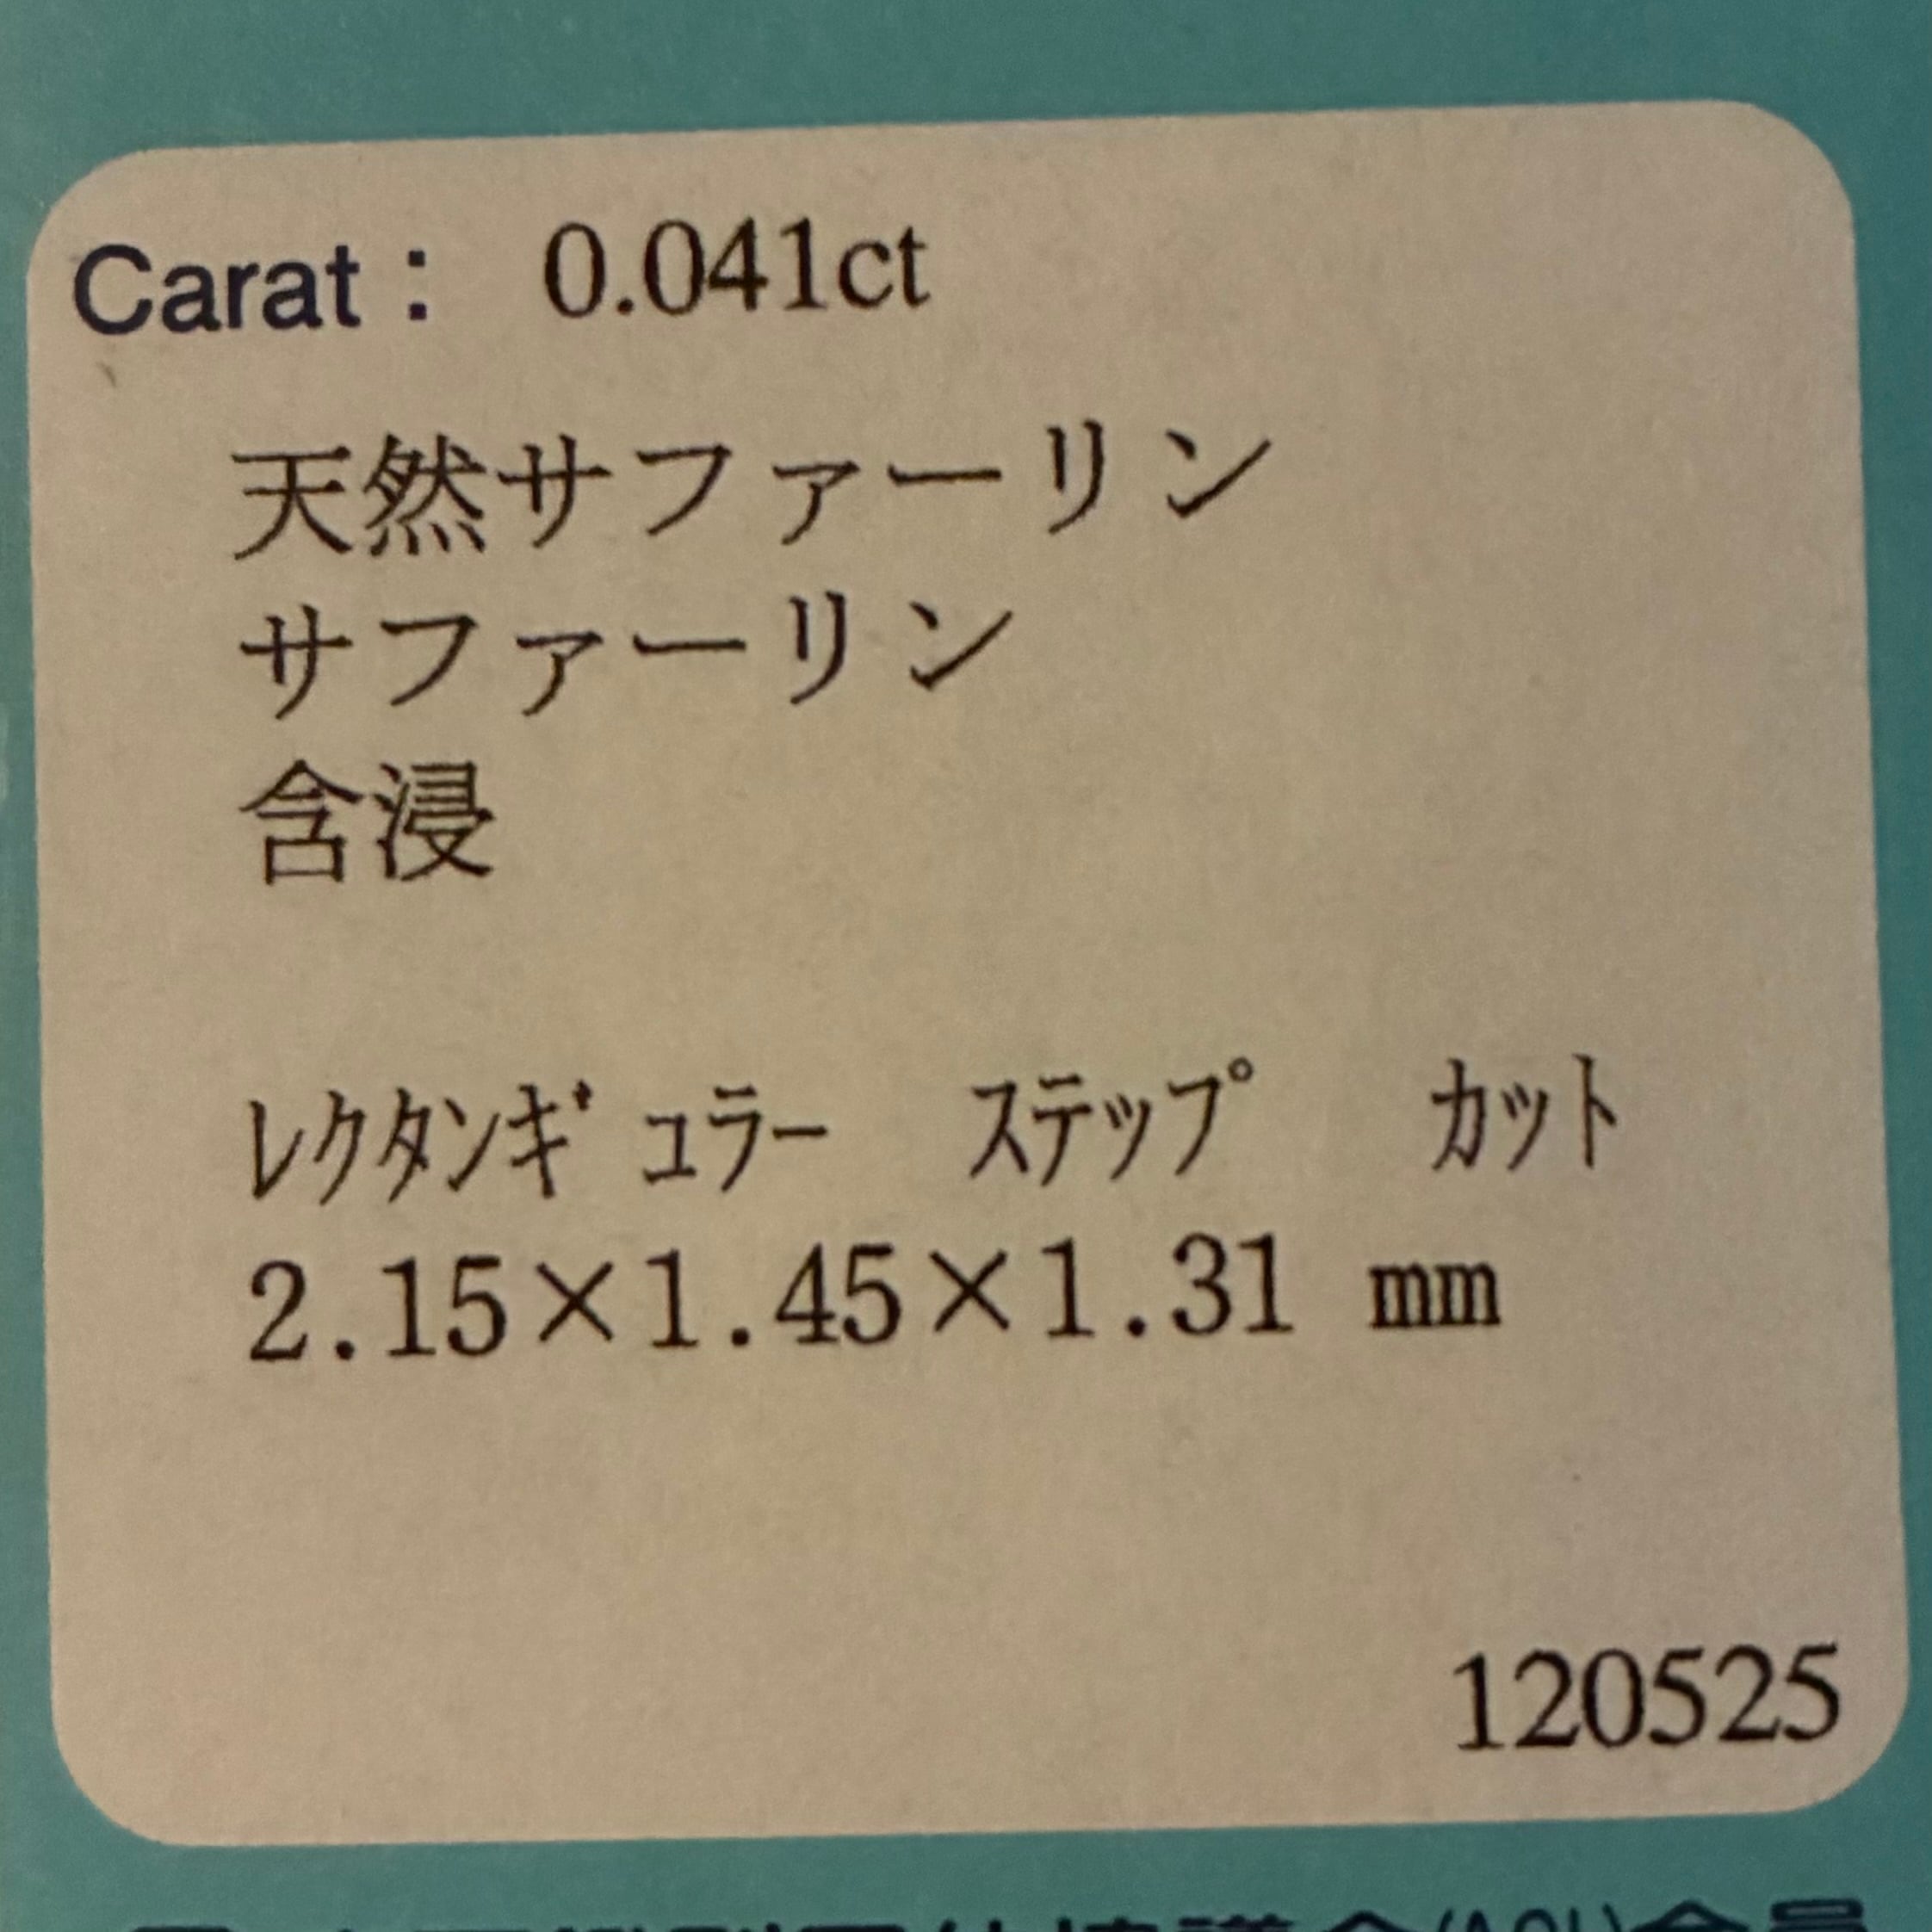 Carat : 0.041ct
天然サファーリン
サファーリン
含浸
ﾚｸﾀﾝｷﾞｭﾗｰ ｽﾃｯﾌﾟ ｶｯﾄ
2.15×1.45×1.31 mm
120525